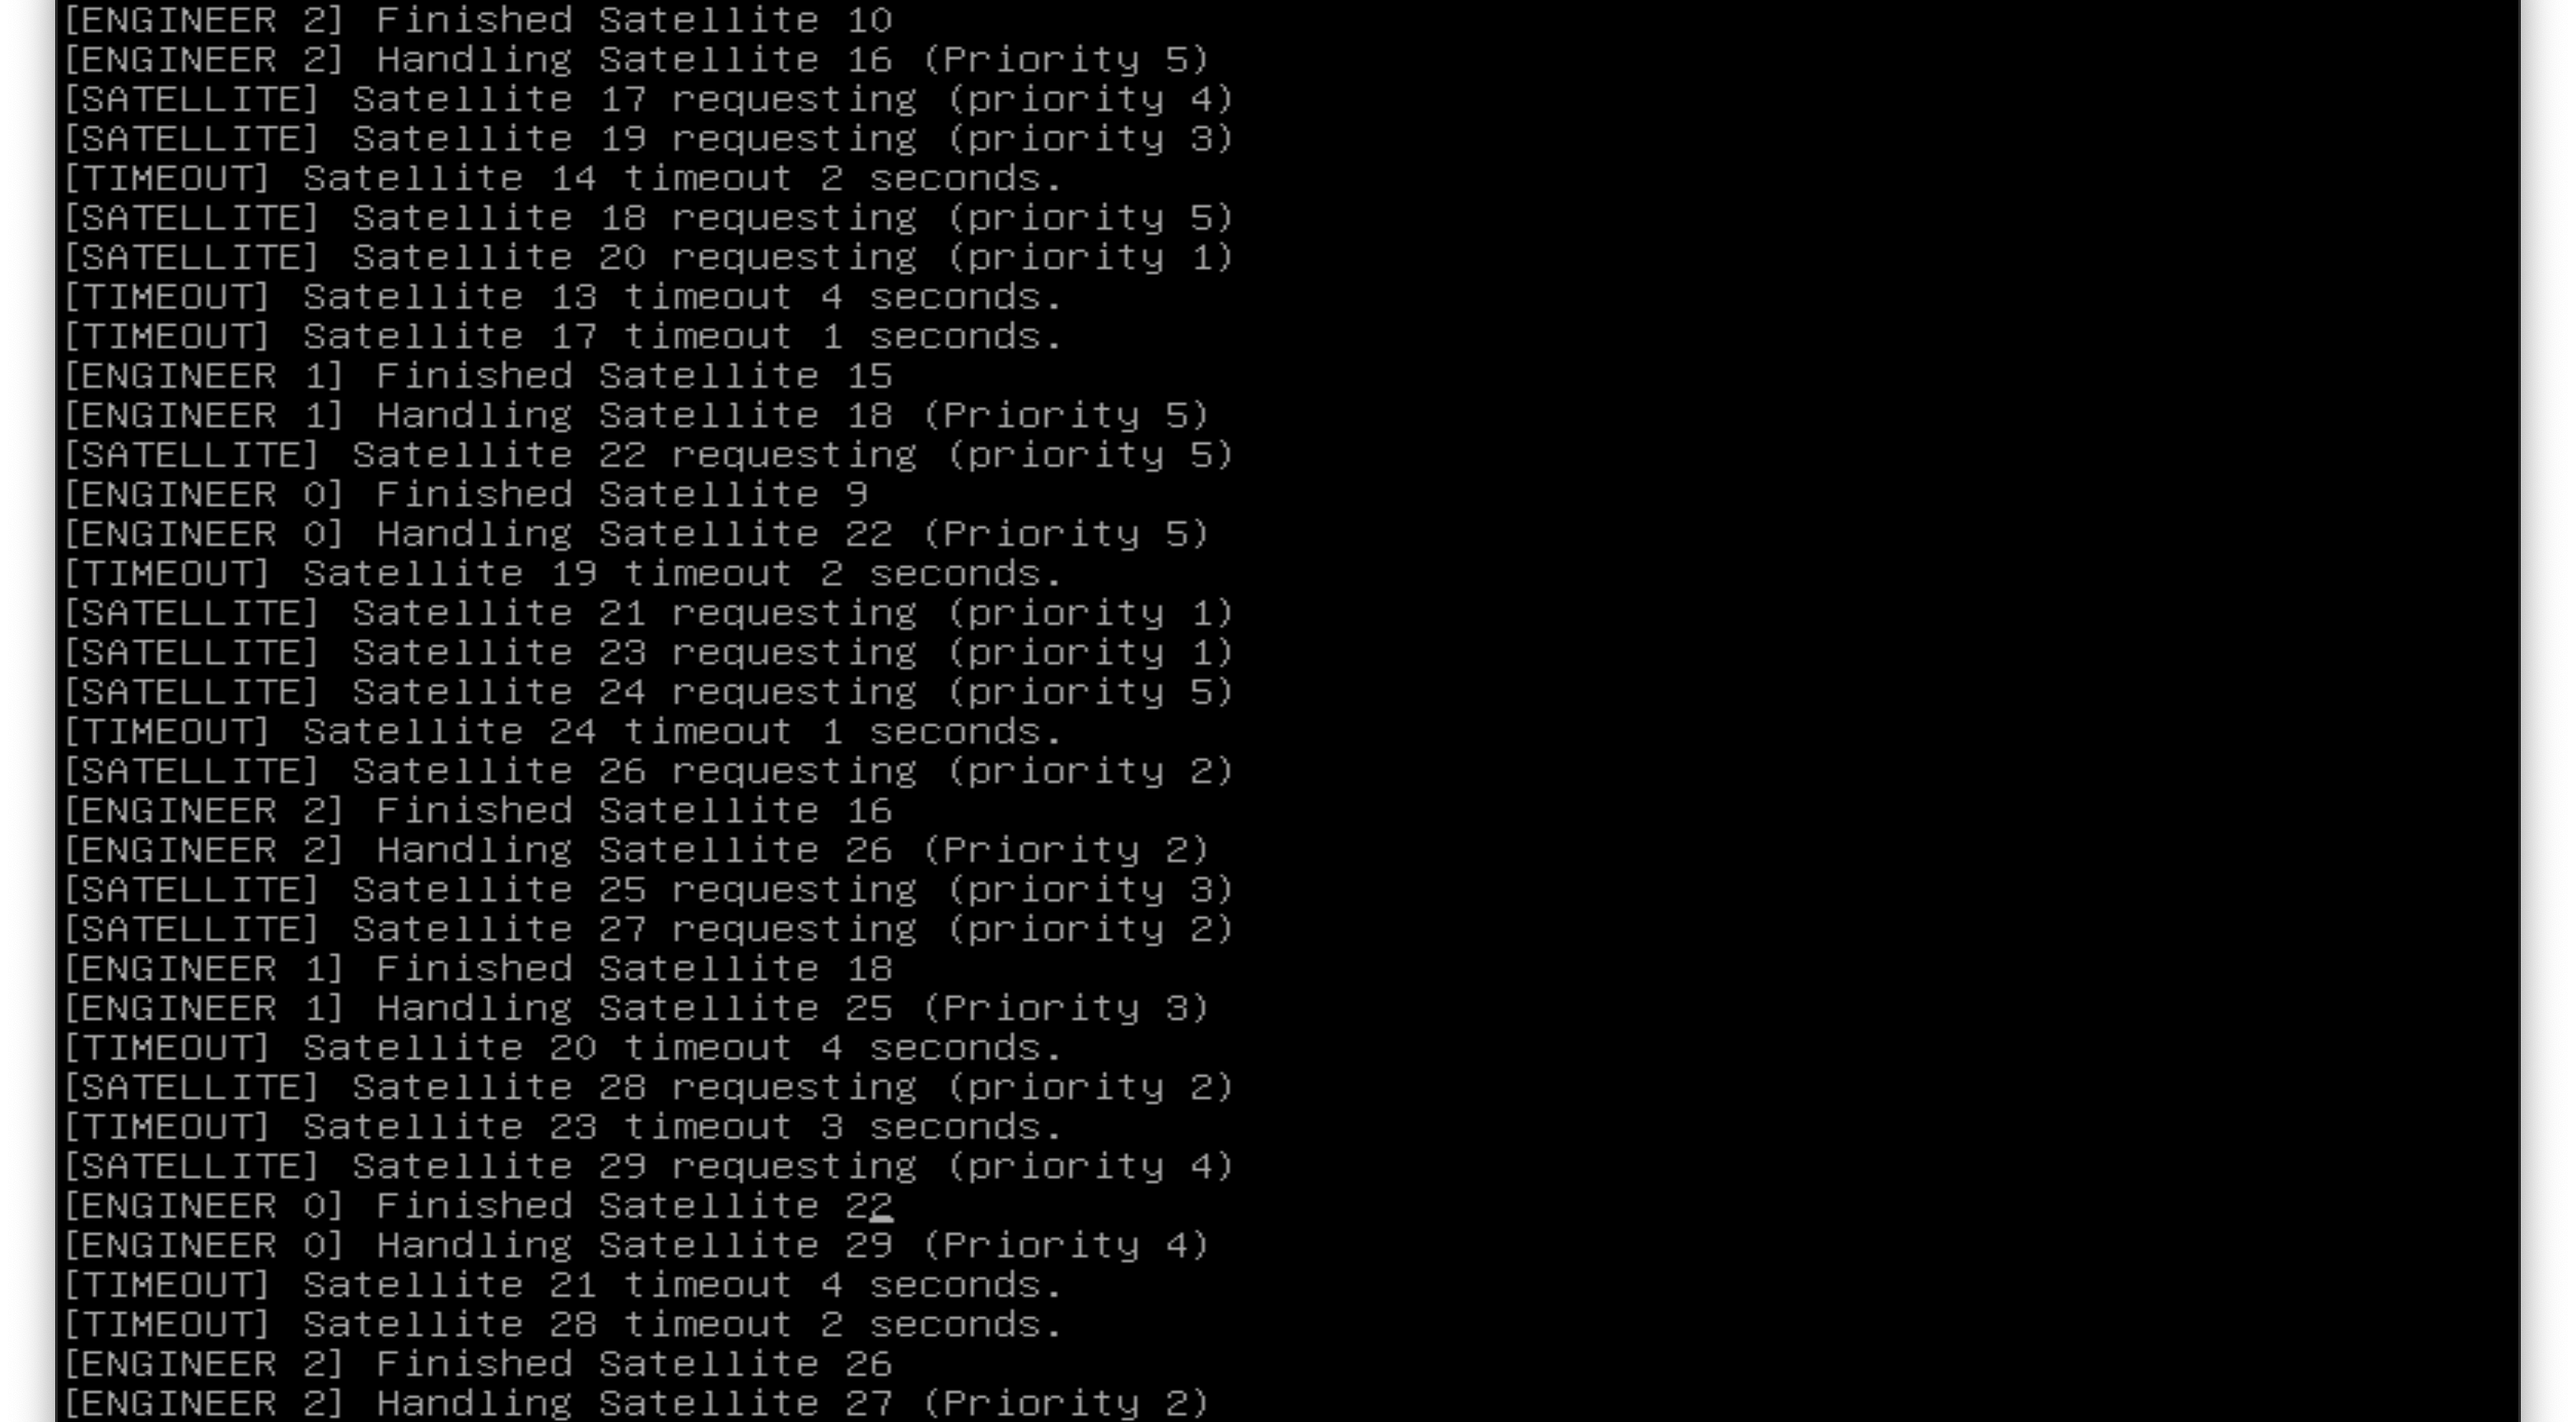 [ENGINEER 2] Finished Satellite 10
[ENGINEER 2] Handling Satellite 16 (Priority 5)
[SATELLITE] Satellite 17 requesting (priority 4)
[SATELLITE] Satellite 19 requesting (priority 3)
[TIMEOUT] Satellite 14 timeout 2 seconds.
[SATELLITE] Satellite 18 requesting (priority 5)
[SATELLITE] Satellite 20 requesting (priority 1)
[TIMEOUT] Satellite 13 timeout 4 seconds.
[TIMEOUT] Satellite 17 timeout 1 seconds.
[ENGINEER 1] Finished Satellite 15
[ENGINEER 1] Handling Satellite 18 (Priority 5)
[SATELLITE] Satellite 22 requesting (priority 5)
[ENGINEER 0] Finished Satellite 9
[ENGINEER 0] Handling Satellite 22 (Priority 5)
[TIMEOUT] Satellite 19 timeout 2 seconds.
[SATELLITE] Satellite 21 requesting (priority 1)
[SATELLITE] Satellite 23 requesting (priority 1)
[SATELLITE] Satellite 24 requesting (priority 5)
[TIMEOUT] Satellite 24 timeout 1 seconds.
[SATELLITE] Satellite 26 requesting (priority 2)
[ENGINEER 2] Finished Satellite 16
[ENGINEER 2] Handling Satellite 26 (Priority 2)
[SATELLITE] Satellite 25 requesting (priority 3)
[SATELLITE] Satellite 27 requesting (priority 2)
[ENGINEER 1] Finished Satellite 18
[ENGINEER 1] Handling Satellite 25 (Priority 3)
[TIMEOUT] Satellite 20 timeout 4 seconds.
[SATELLITE] Satellite 28 requesting (priority 2)
[TIMEOUT] Satellite 23 timeout 3 seconds.
[SATELLITE] Satellite 29 requesting (priority 4)
[ENGINEER 0] Finished Satellite 22
[ENGINEER 0] Handling Satellite 29 (Priority 4)
[TIMEOUT] Satellite 21 timeout 4 seconds.
[TIMEOUT] Satellite 28 timeout 2 seconds.
[ENGINEER 2] Finished Satellite 26
[ENGINEER 2] Handling Satellite 27 (Priority 2)